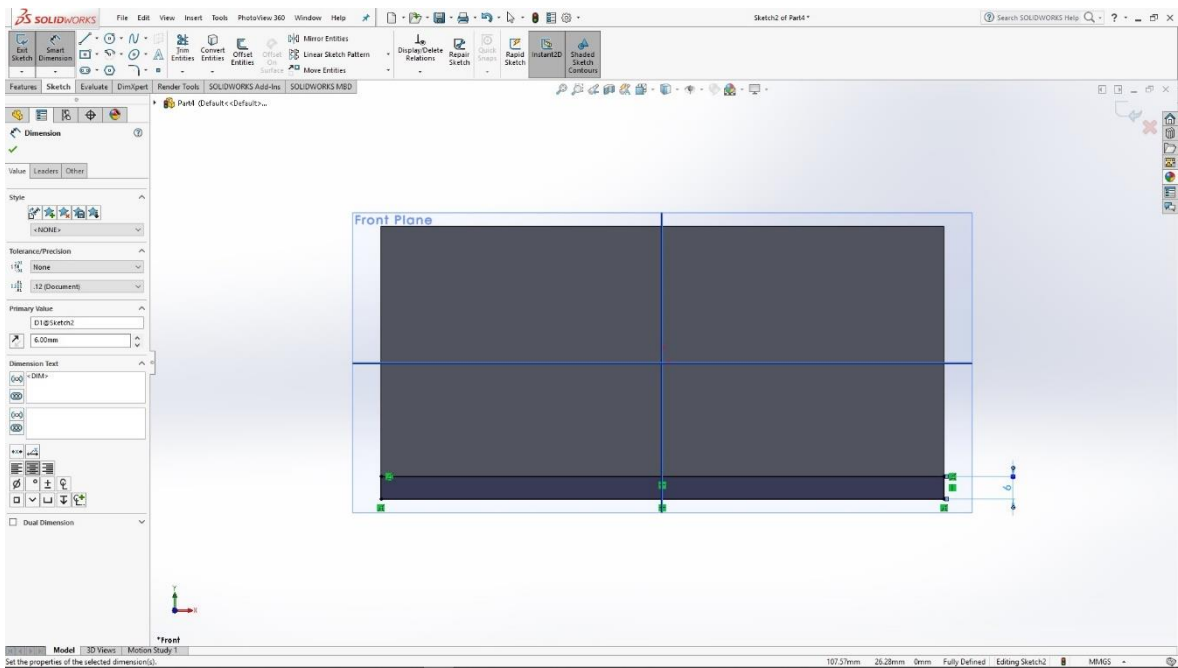 SOLIDWORKS File Edit View Insert Tools PhotoView 360 Window Help Sketch2 of Part4 * Search SOLIDWORKS Help
Exit Sketch Smart Dimension Trim Entities Convert Entities Offset Entities Offset On Surface Mirror Entities Linear Sketch Pattern Move Entities Display/Delete Relations Repair Sketch Quick Snaps Rapid Sketch Instant2D Shaded Sketch Contours
Features Sketch Evaluate DimXpert Render Tools SOLIDWORKS Add-Ins SOLIDWORKS MBD
Part4 (Default<<Default>...
Dimension
Value Leaders Other
Style
<NONE>
Front Plane
Tolerance/Precision
None
.12 (Document)
Primary Value
D1@Sketch2
6.00mm
Dimension Text
<DIM>
6
Dual Dimension
Y
X
*Front
Model 3D Views Motion Study 1
Set the properties of the selected dimension(s). 107.57mm 26.28mm 0mm Fully Defined Editing Sketch2 MMGS